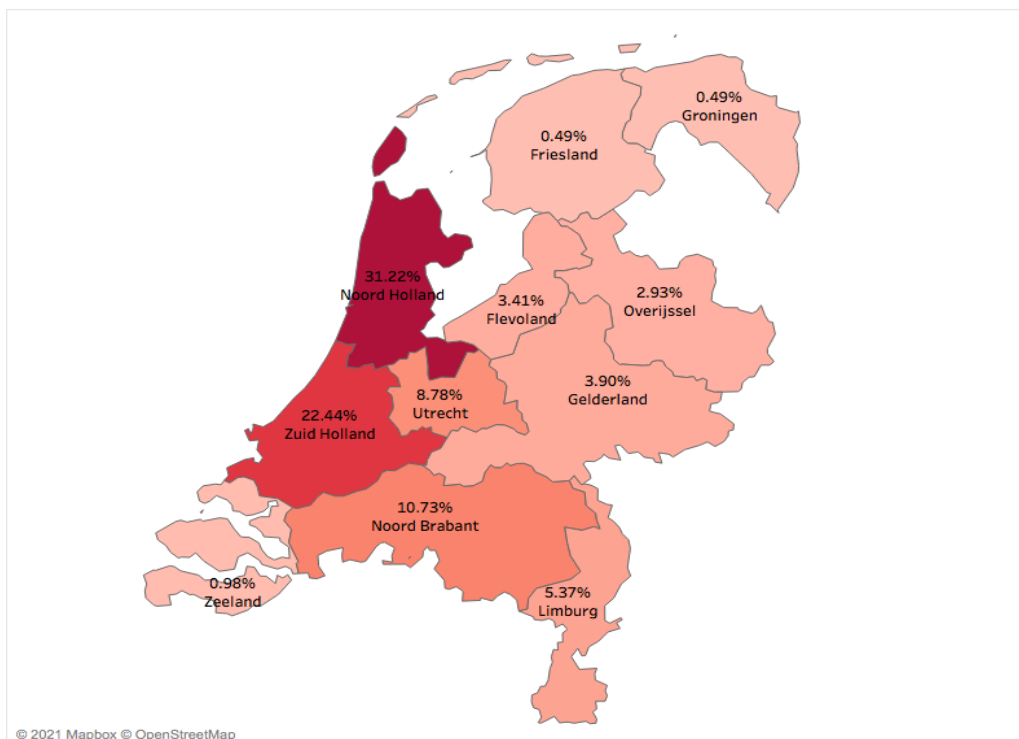 0.49%
Groningen
0.49%
Friesland
31.22%
Noord Holland
3.41%
Flevoland
2.93%
Overijssel
3.90%
Gelderland
8.78%
Utrecht
22.44%
Zuid Holland
10.73%
Noord Brabant
0.98%
Zeeland
5.37%
Limburg
© 2021 Mapbox © OpenStreetMap